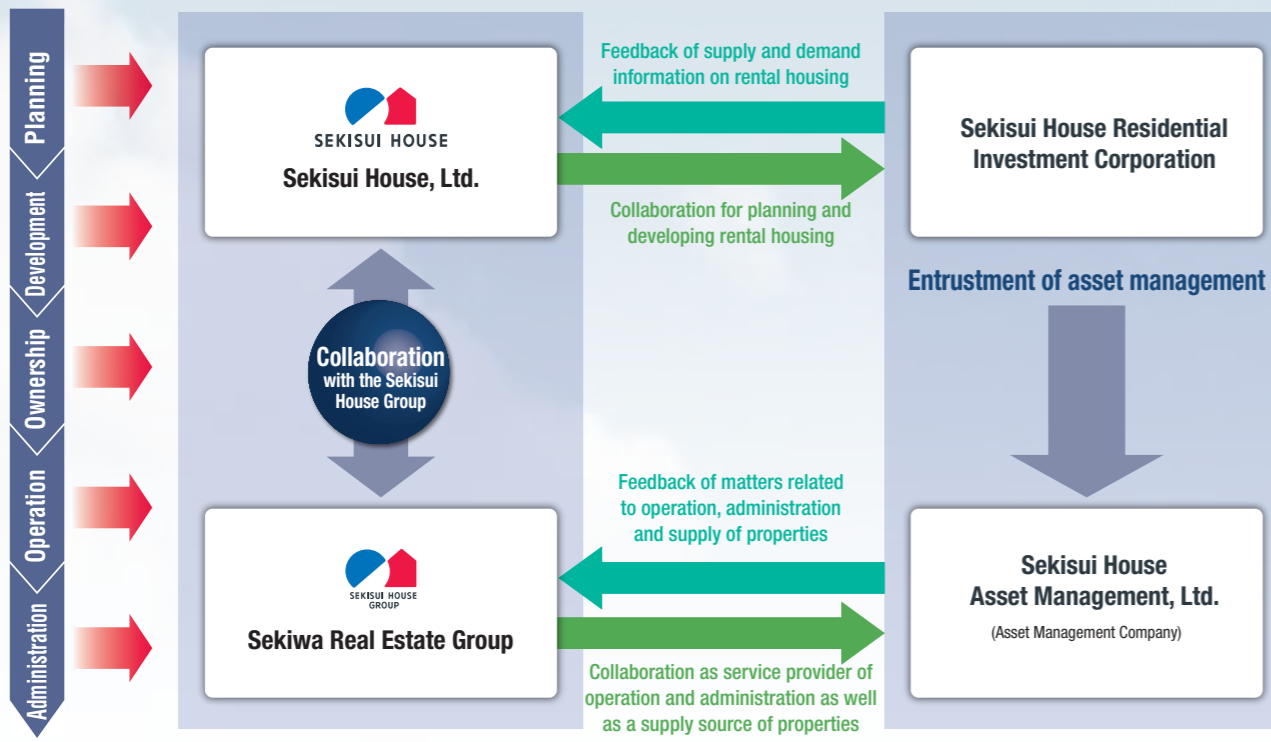 Planning
Development
Ownership
Operation
Administration
SEKISUI HOUSE
Sekisui House, Ltd.
Feedback of supply and demand
information on rental housing
Collaboration for planning and
developing rental housing
Sekisui House Residential
Investment Corporation
Entrustment of asset management
Collaboration
with the Sekisui
House Group
SEKISUI HOUSE
GROUP
Sekiwa Real Estate Group
Feedback of matters related
to operation, administration
and supply of properties
Collaboration as service provider of
operation and administration as well
as a supply source of properties
Sekisui House
Asset Management, Ltd.
(Asset Management Company)